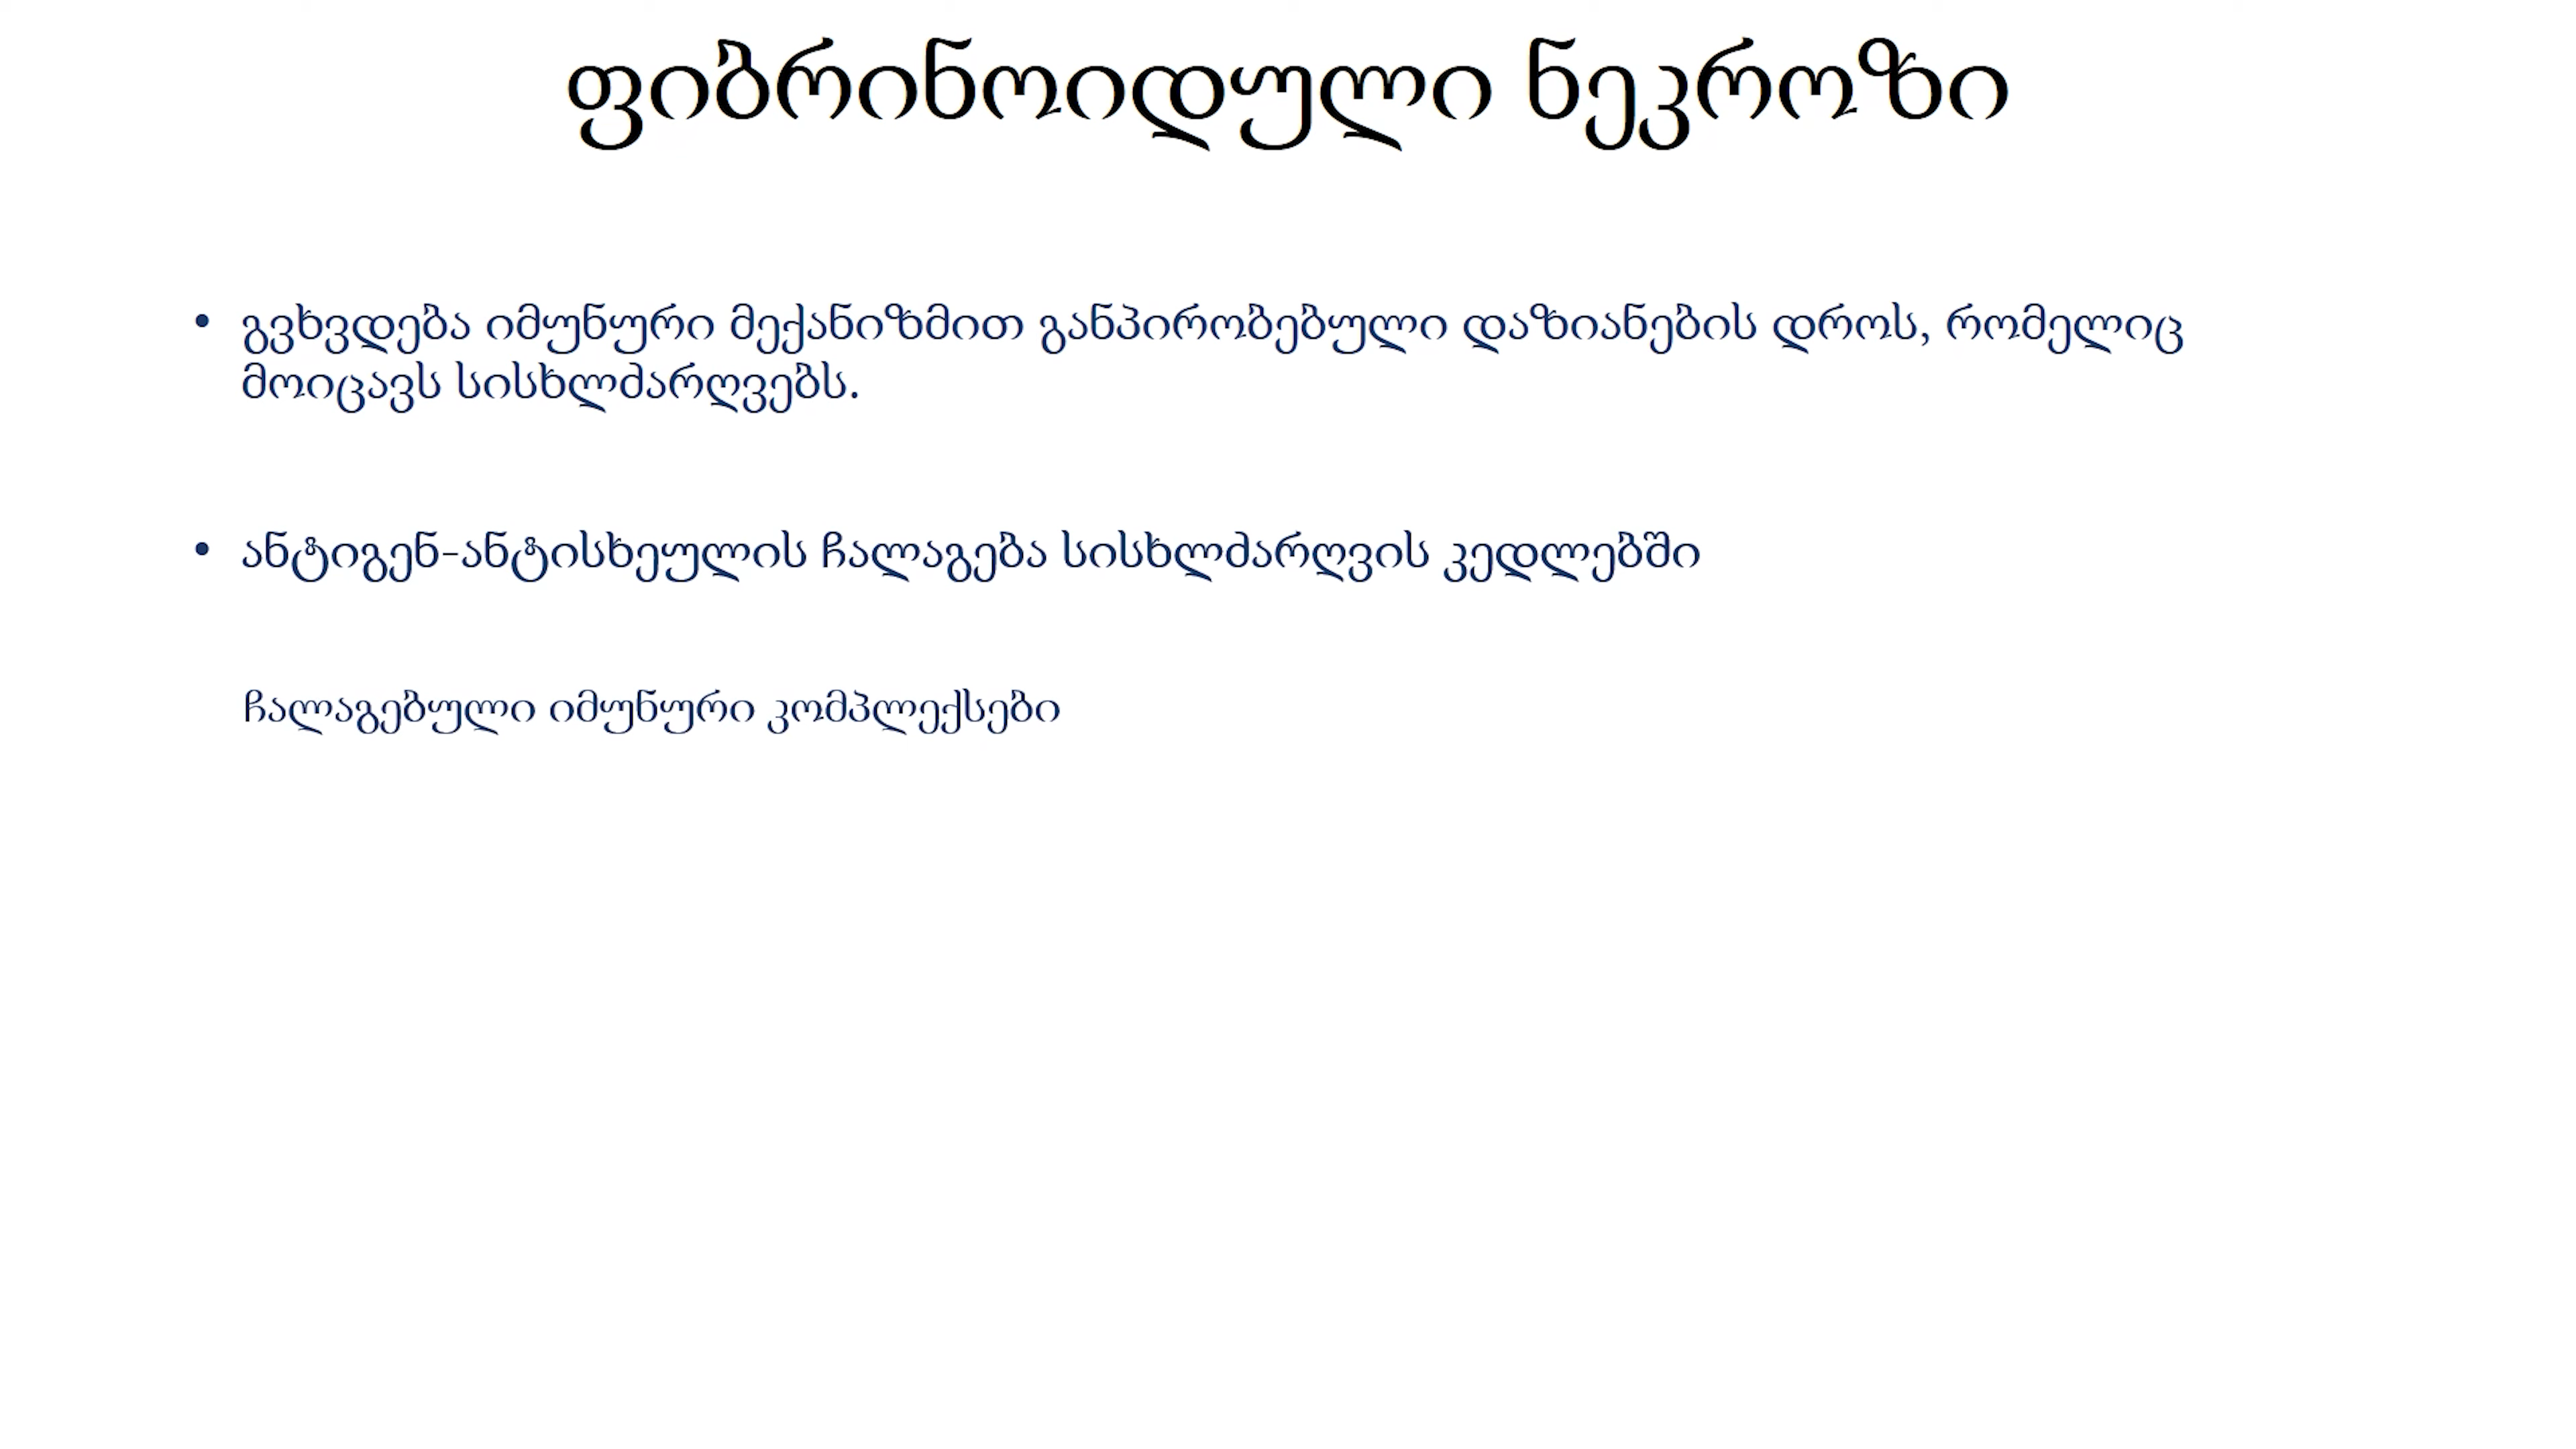 ფიბრინოიდული ნეკროზი
• გვხვდება იმუნური მექანიზმით განპირობებული დაზიანების დროს, რომელიც
მოიცავს სისხლძარღვებს.
• ანტიგენ-ანტისხეულის ჩალაგება სისხლძარღვის კედლებში
ჩალაგებული იმუნური კომპლექსები